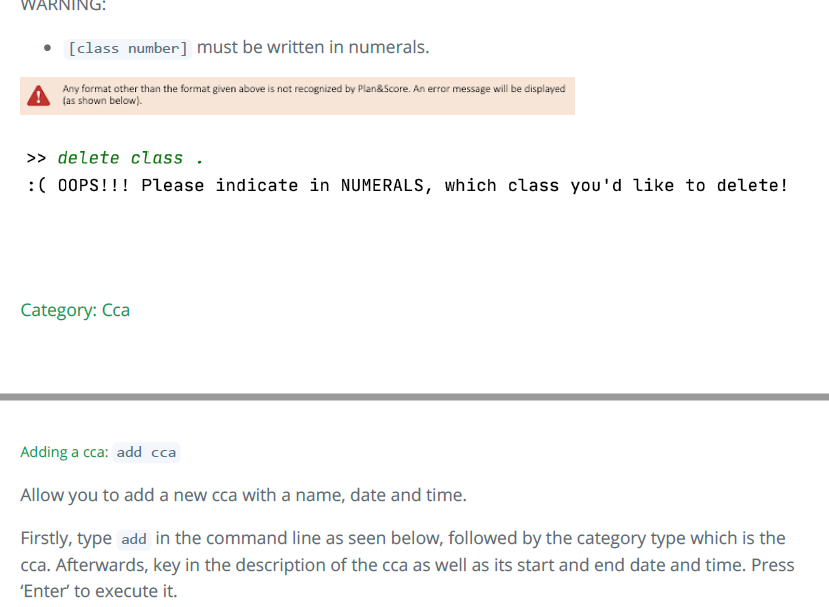 WARNING:
[class number] must be written in numerals.
Any format other than the format given above is not recognized by Plan&Score. An error message will be displayed
(as shown below).
>> delete class .
:( OOPS!!! Please indicate in NUMERALS, which class you'd like to delete!
Category: Cca
Adding a cca: add cca
Allow you to add a new cca with a name, date and time.
Firstly, type add in the command line as seen below, followed by the category type which is the
cca. Afterwards, key in the description of the cca as well as its start and end date and time. Press
‘Enter’ to execute it.